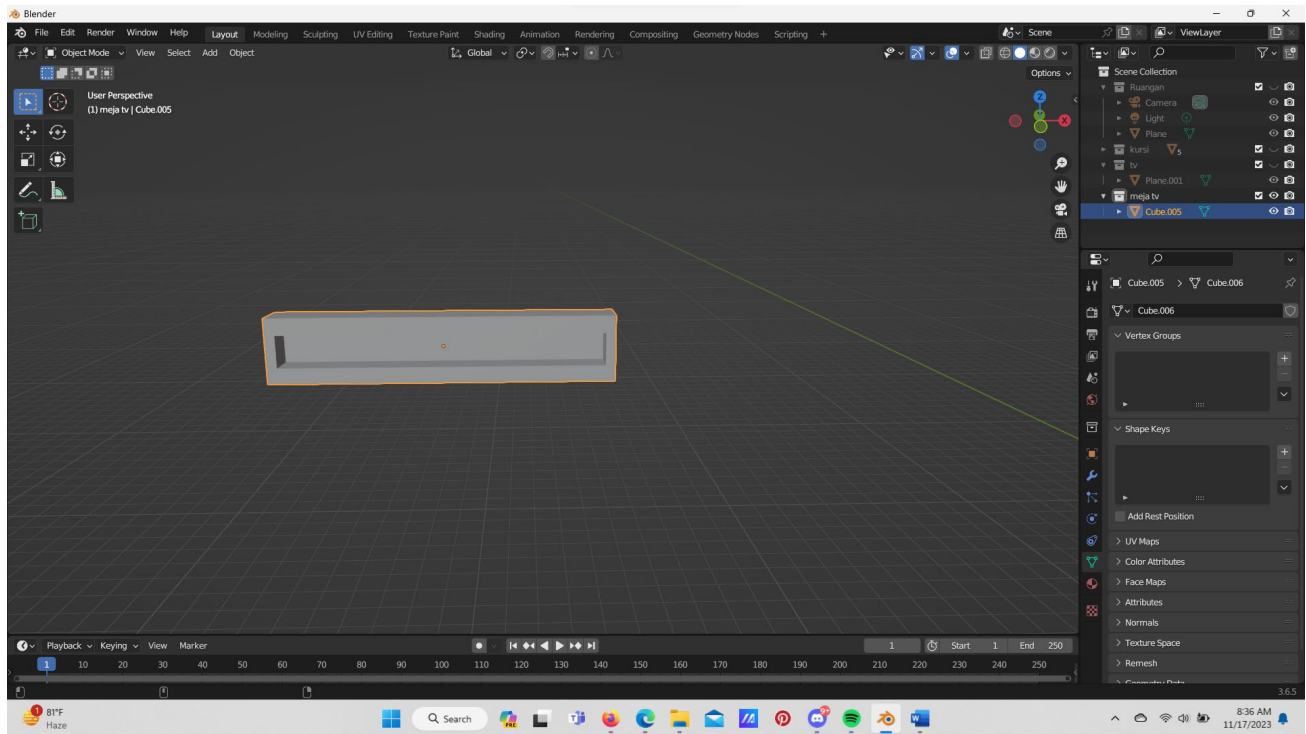 Blender
File Edit Render Window Help Layout Modeling Sculpting UV Editing Texture Paint Shading Animation Rendering Compositing Geometry Nodes Scripting + Scene ViewLayer
Object Mode View Select Add Object Global
Options
User Perspective
(1) meja tv | Cube.005
Z
X
Scene Collection
Ruangan
Camera
Light
Plane
kursi 5
tv
Plane.001
meja tv
Cube.005
Cube.005 > Cube.006
Cube.006
Vertex Groups
Shape Keys
Add Rest Position
UV Maps
Color Attributes
Face Maps
Attributes
Normals
Texture Space
Remesh
Geometry Data
Playback Keying View Marker 1 Start 1 End 250
1 10 20 30 40 50 60 70 80 90 100 110 120 130 140 150 160 170 180 190 200 210 220 230 240 250
3.6.5
1
81°F
Haze
Search
PRE
9+
W
8:36 AM
11/17/2023